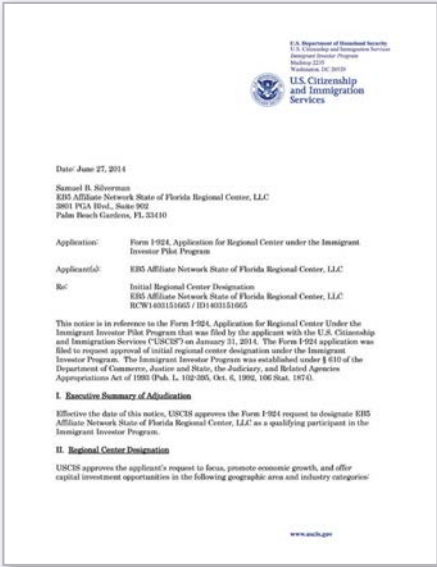 U.S. Department of Homeland Security
U.S. Citizenship and Immigration Services
Immigrant Investor Program
Mailstop 2235
Washington, DC 20529
U.S. Citizenship
and Immigration
Services
Date: June 27, 2014
Samuel B. Silverman
EB5 Affiliate Network State of Florida Regional Center, LLC
3801 PGA Blvd., Suite 902
Palm Beach Gardens, FL 33410
Application: Form I-924, Application for Regional Center under the Immigrant
Investor Pilot Program
Applicant(s): EB5 Affiliate Network State of Florida Regional Center, LLC
Re: Initial Regional Center Designation
EB5 Affiliate Network State of Florida Regional Center, LLC
RCW1403151665 / ID1403151665
This notice is in reference to the Form I-924, Application for Regional Center Under the
Immigrant Investor Pilot Program that was filed by the applicant with the U.S. Citizenship
and Immigration Services ("USCIS") on January 31, 2014. The Form I-924 application was
filed to request approval of initial regional center designation under the Immigrant
Investor Program. The Immigrant Investor Program was established under § 610 of the
Department of Commerce, Justice and State, the Judiciary, and Related Agencies
Appropriations Act of 1993 (Pub. L. 102-395, Oct. 6, 1992, 106 Stat. 1874).
I. Executive Summary of Adjudication
Effective the date of this notice, USCIS approves the Form I-924 request to designate EB5
Affiliate Network State of Florida Regional Center, LLC as a qualifying participant in the
Immigrant Investor Program.
II. Regional Center Designation
USCIS approves the applicant's request to focus, promote economic growth, and offer
capital investment opportunities in the following geographic area and industry categories:
www.uscis.gov